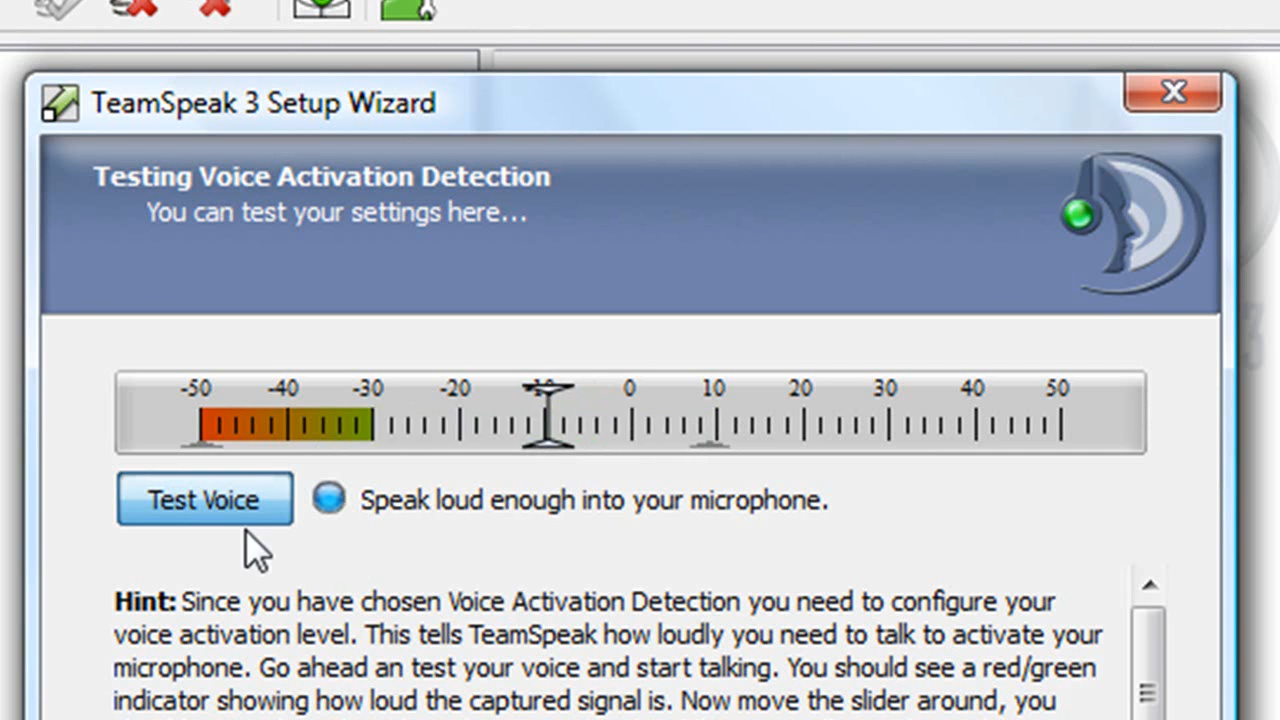 TeamSpeak 3 Setup Wizard
Testing Voice Activation Detection
You can test your settings here...
-50 -40 -30 -20 -10 0 10 20 30 40 50
Test Voice Speak loud enough into your microphone.
Hint: Since you have chosen Voice Activation Detection you need to configure your
voice activation level. This tells TeamSpeak how loudly you need to talk to activate your
microphone. Go ahead an test your voice and start talking. You should see a red/green
indicator showing how loud the captured signal is. Now move the slider around, you